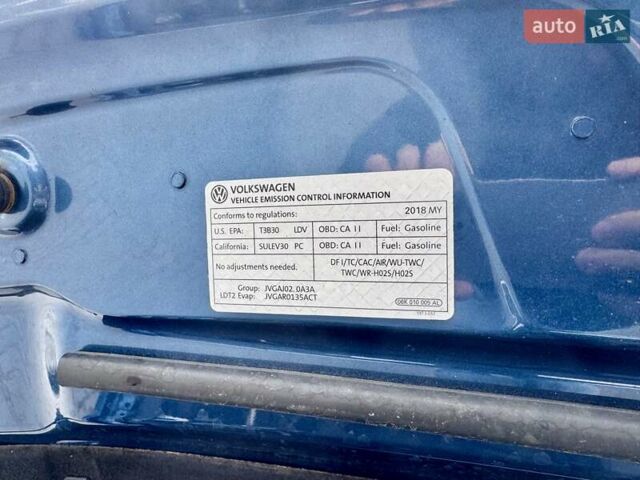 auto RIA .com
VOLKSWAGEN
VEHICLE EMISSION CONTROL INFORMATION
Conforms to regulations: 2018 MY
U.S. EPA: T3B30 LDV OBD: CA II Fuel: Gasoline
California: SULEV30 PC OBD: CA II Fuel: Gasoline
No adjustments needed. DFI/TC/CAC/AIR/WU-TWC/
TWC/WR-HO2S/HO2S
Group: JVGAJ02.0A3A
LDT2 Evap: JVGAR0135ACT
06K 010 005 AL